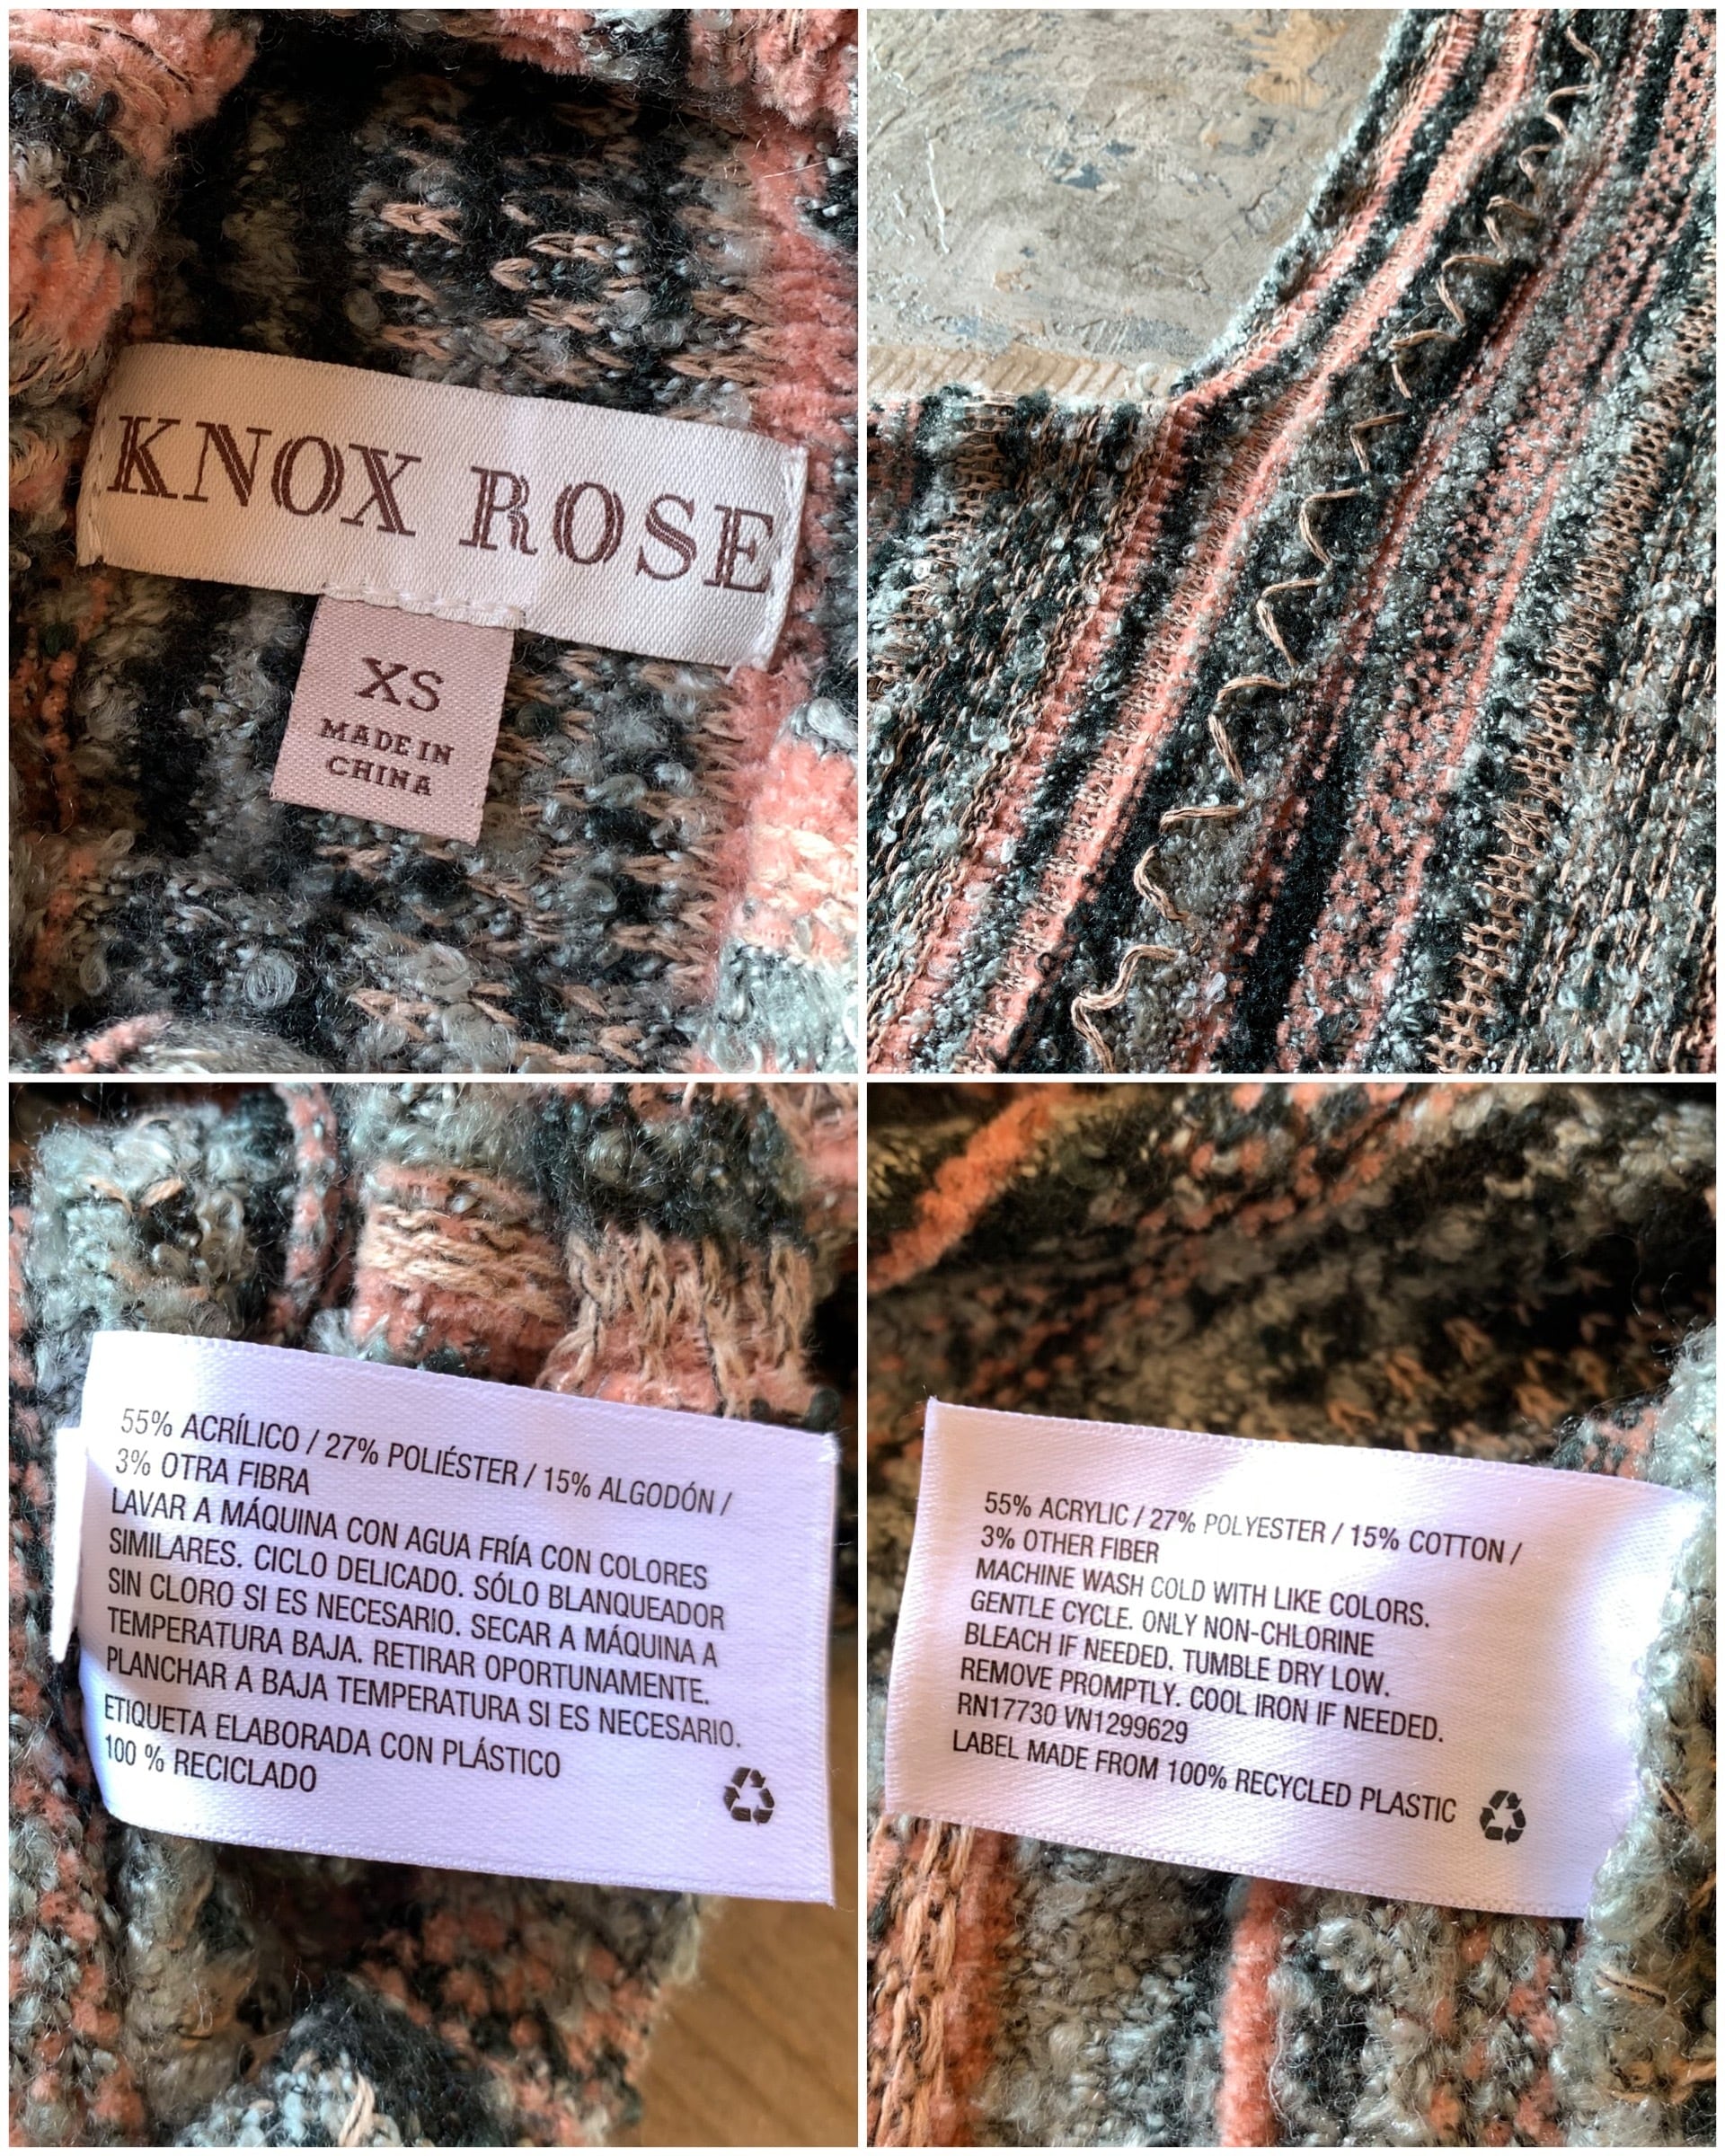 KNOX ROSE
XS
MADE IN
CHINA
55% ACRÍLICO / 27% POLIÉSTER / 15% ALGODÓN /
3% OTRA FIBRA
LAVAR A MÁQUINA CON AGUA FRÍA CON COLORES
SIMILARES. CICLO DELICADO. SÓLO BLANQUEADOR
SIN CLORO SI ES NECESARIO. SECAR A MÁQUINA A
TEMPERATURA BAJA. RETIRAR OPORTUNAMENTE.
PLANCHAR A BAJA TEMPERATURA SI ES NECESARIO.
ETIQUETA ELABORADA CON PLÁSTICO
100 % RECICLADO
55% ACRYLIC / 27% POLYESTER / 15% COTTON /
3% OTHER FIBER
MACHINE WASH COLD WITH LIKE COLORS.
GENTLE CYCLE. ONLY NON-CHLORINE
BLEACH IF NEEDED. TUMBLE DRY LOW.
REMOVE PROMPTLY. COOL IRON IF NEEDED.
RN17730 VN1299629
LABEL MADE FROM 100% RECYCLED PLASTIC